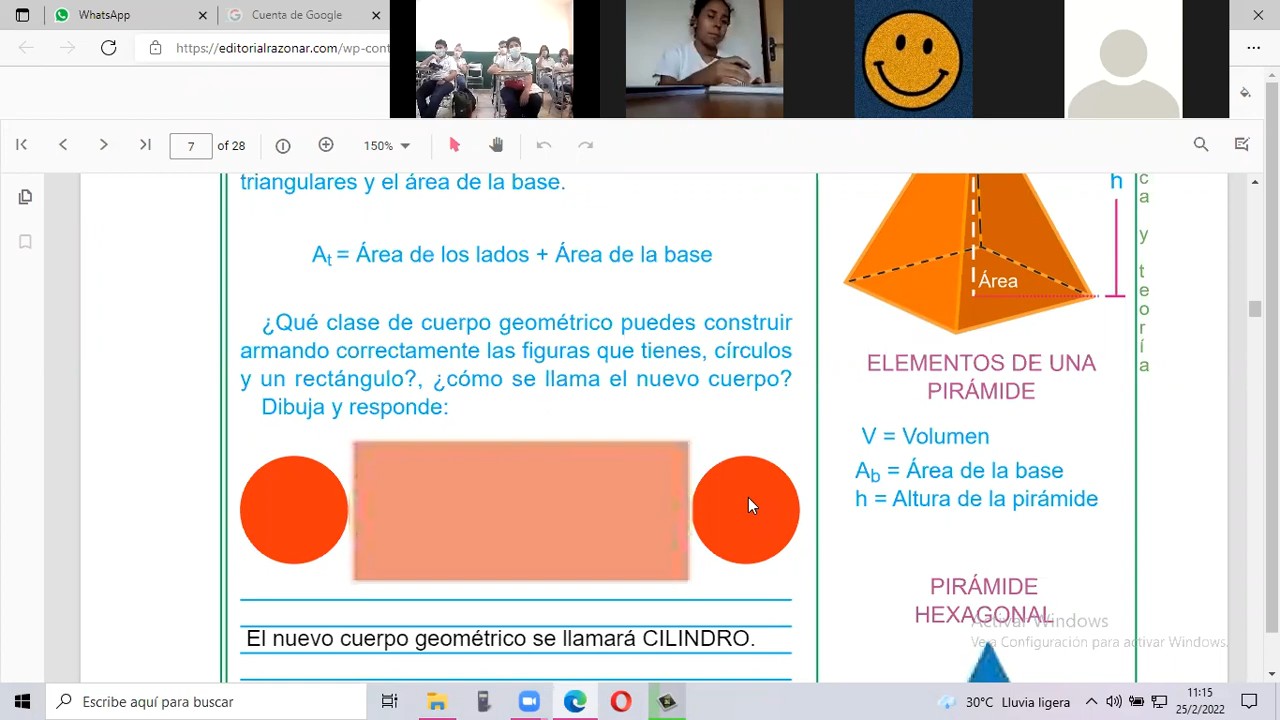 WhatsApp
Cuenta de Google
https://editorialrazonar.com/wp-cont
7 of 28
150%
triangulares y el área de la base.
At = Área de los lados + Área de la base
¿Qué clase de cuerpo geométrico puedes construir
armando correctamente las figuras que tienes, círculos
y un rectángulo?, ¿cómo se llama el nuevo cuerpo?
Dibuja y responde:
El nuevo cuerpo geométrico se llamará CILINDRO.
h
Área
ELEMENTOS DE UNA
PIRÁMIDE
V = Volumen
Ab = Área de la base
h = Altura de la pirámide
PIRÁMIDE
HEXAGONAL
c
a
y
t
e
o
r
í
a
Activar Windows
Ve a Configuración para activar Windows.
Escribe aquí para buscar
30°C Lluvia ligera
11:15
25/2/2022